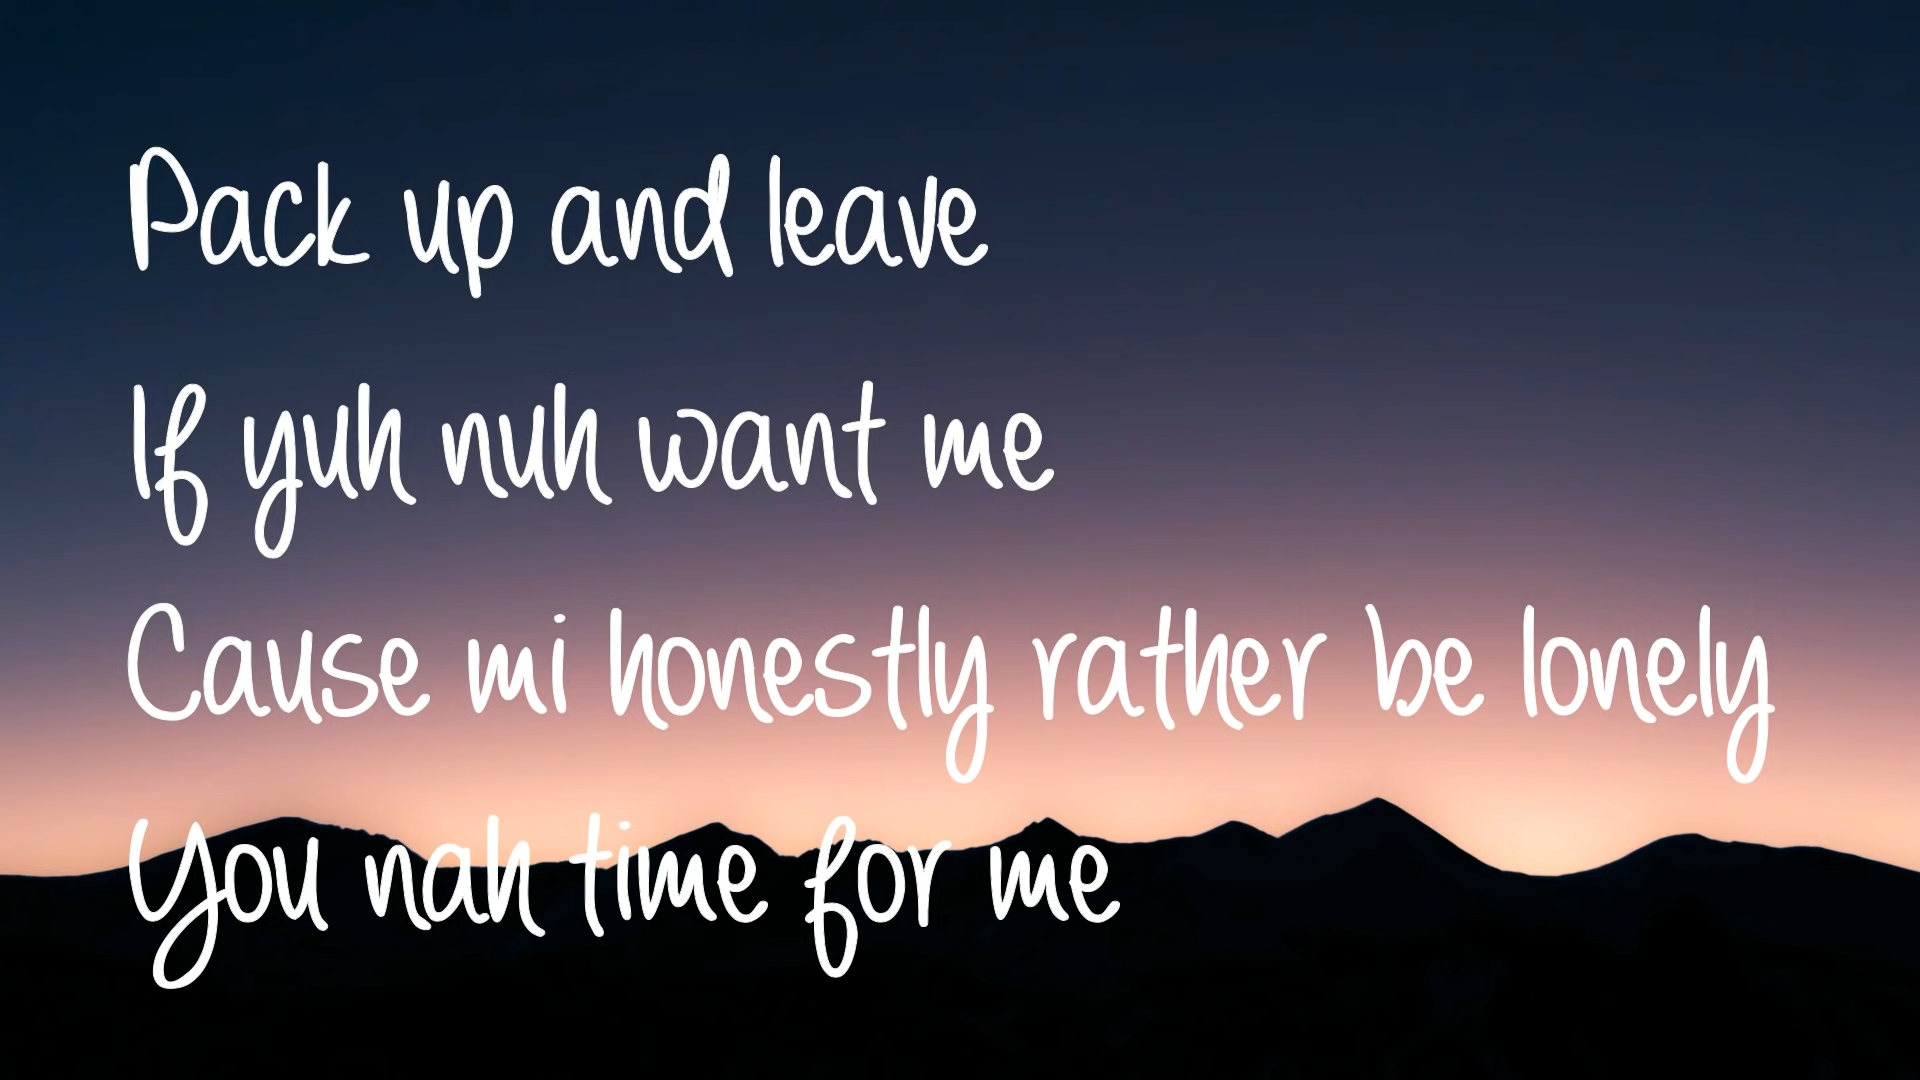 Pack up and leave
If yuh nuh want me
Cause mi honestly rather be lonely
You nah time for me